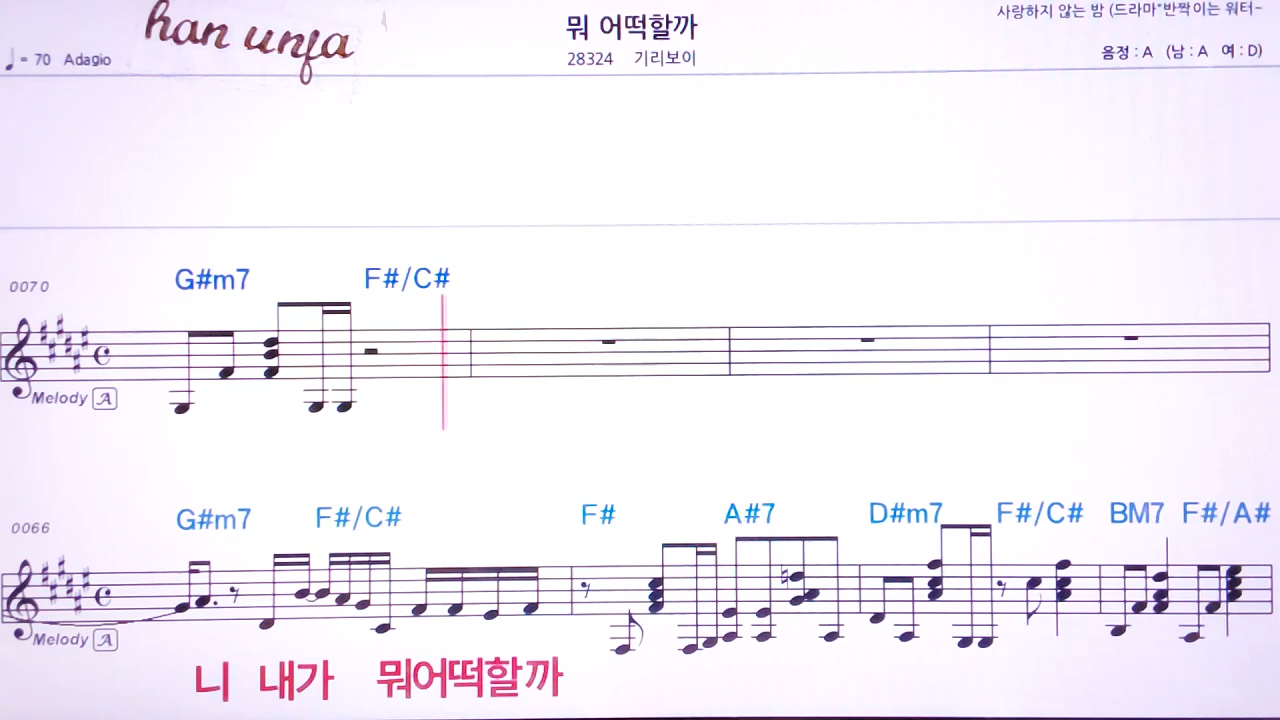 han unja
뭐 어떡할까
사랑하지 않는 밤 (드라마"반짝이는 워터-
♩= 70 Adagio
28324 기리보이
음정 : A (남 : A 여 : D)
0070
G#m7 F#/C#
Melody A
0066
G#m7 F#/C# F# A#7 D#m7 F#/C# BM7 F#/A#
Melody A
니 내가 뭐어떡할까